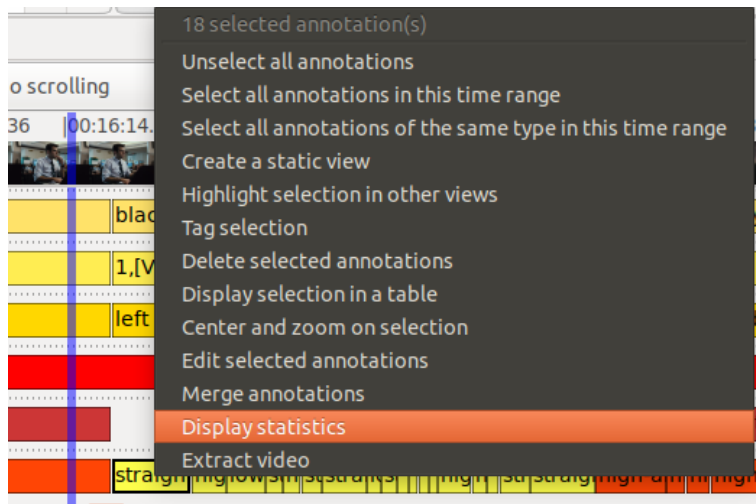 18 selected annotation(s)
Unselect all annotations
o scrolling
Select all annotations in this time range
36 |00:16:14.
Select all annotations of the same type in this time range
Create a static view
Highlight selection in other views
blac
Tag selection
1,[V
Delete selected annotations
Display selection in a table
left
Center and zoom on selection
Edit selected annotations
Merge annotations
Display statistics
Extract video
straigh